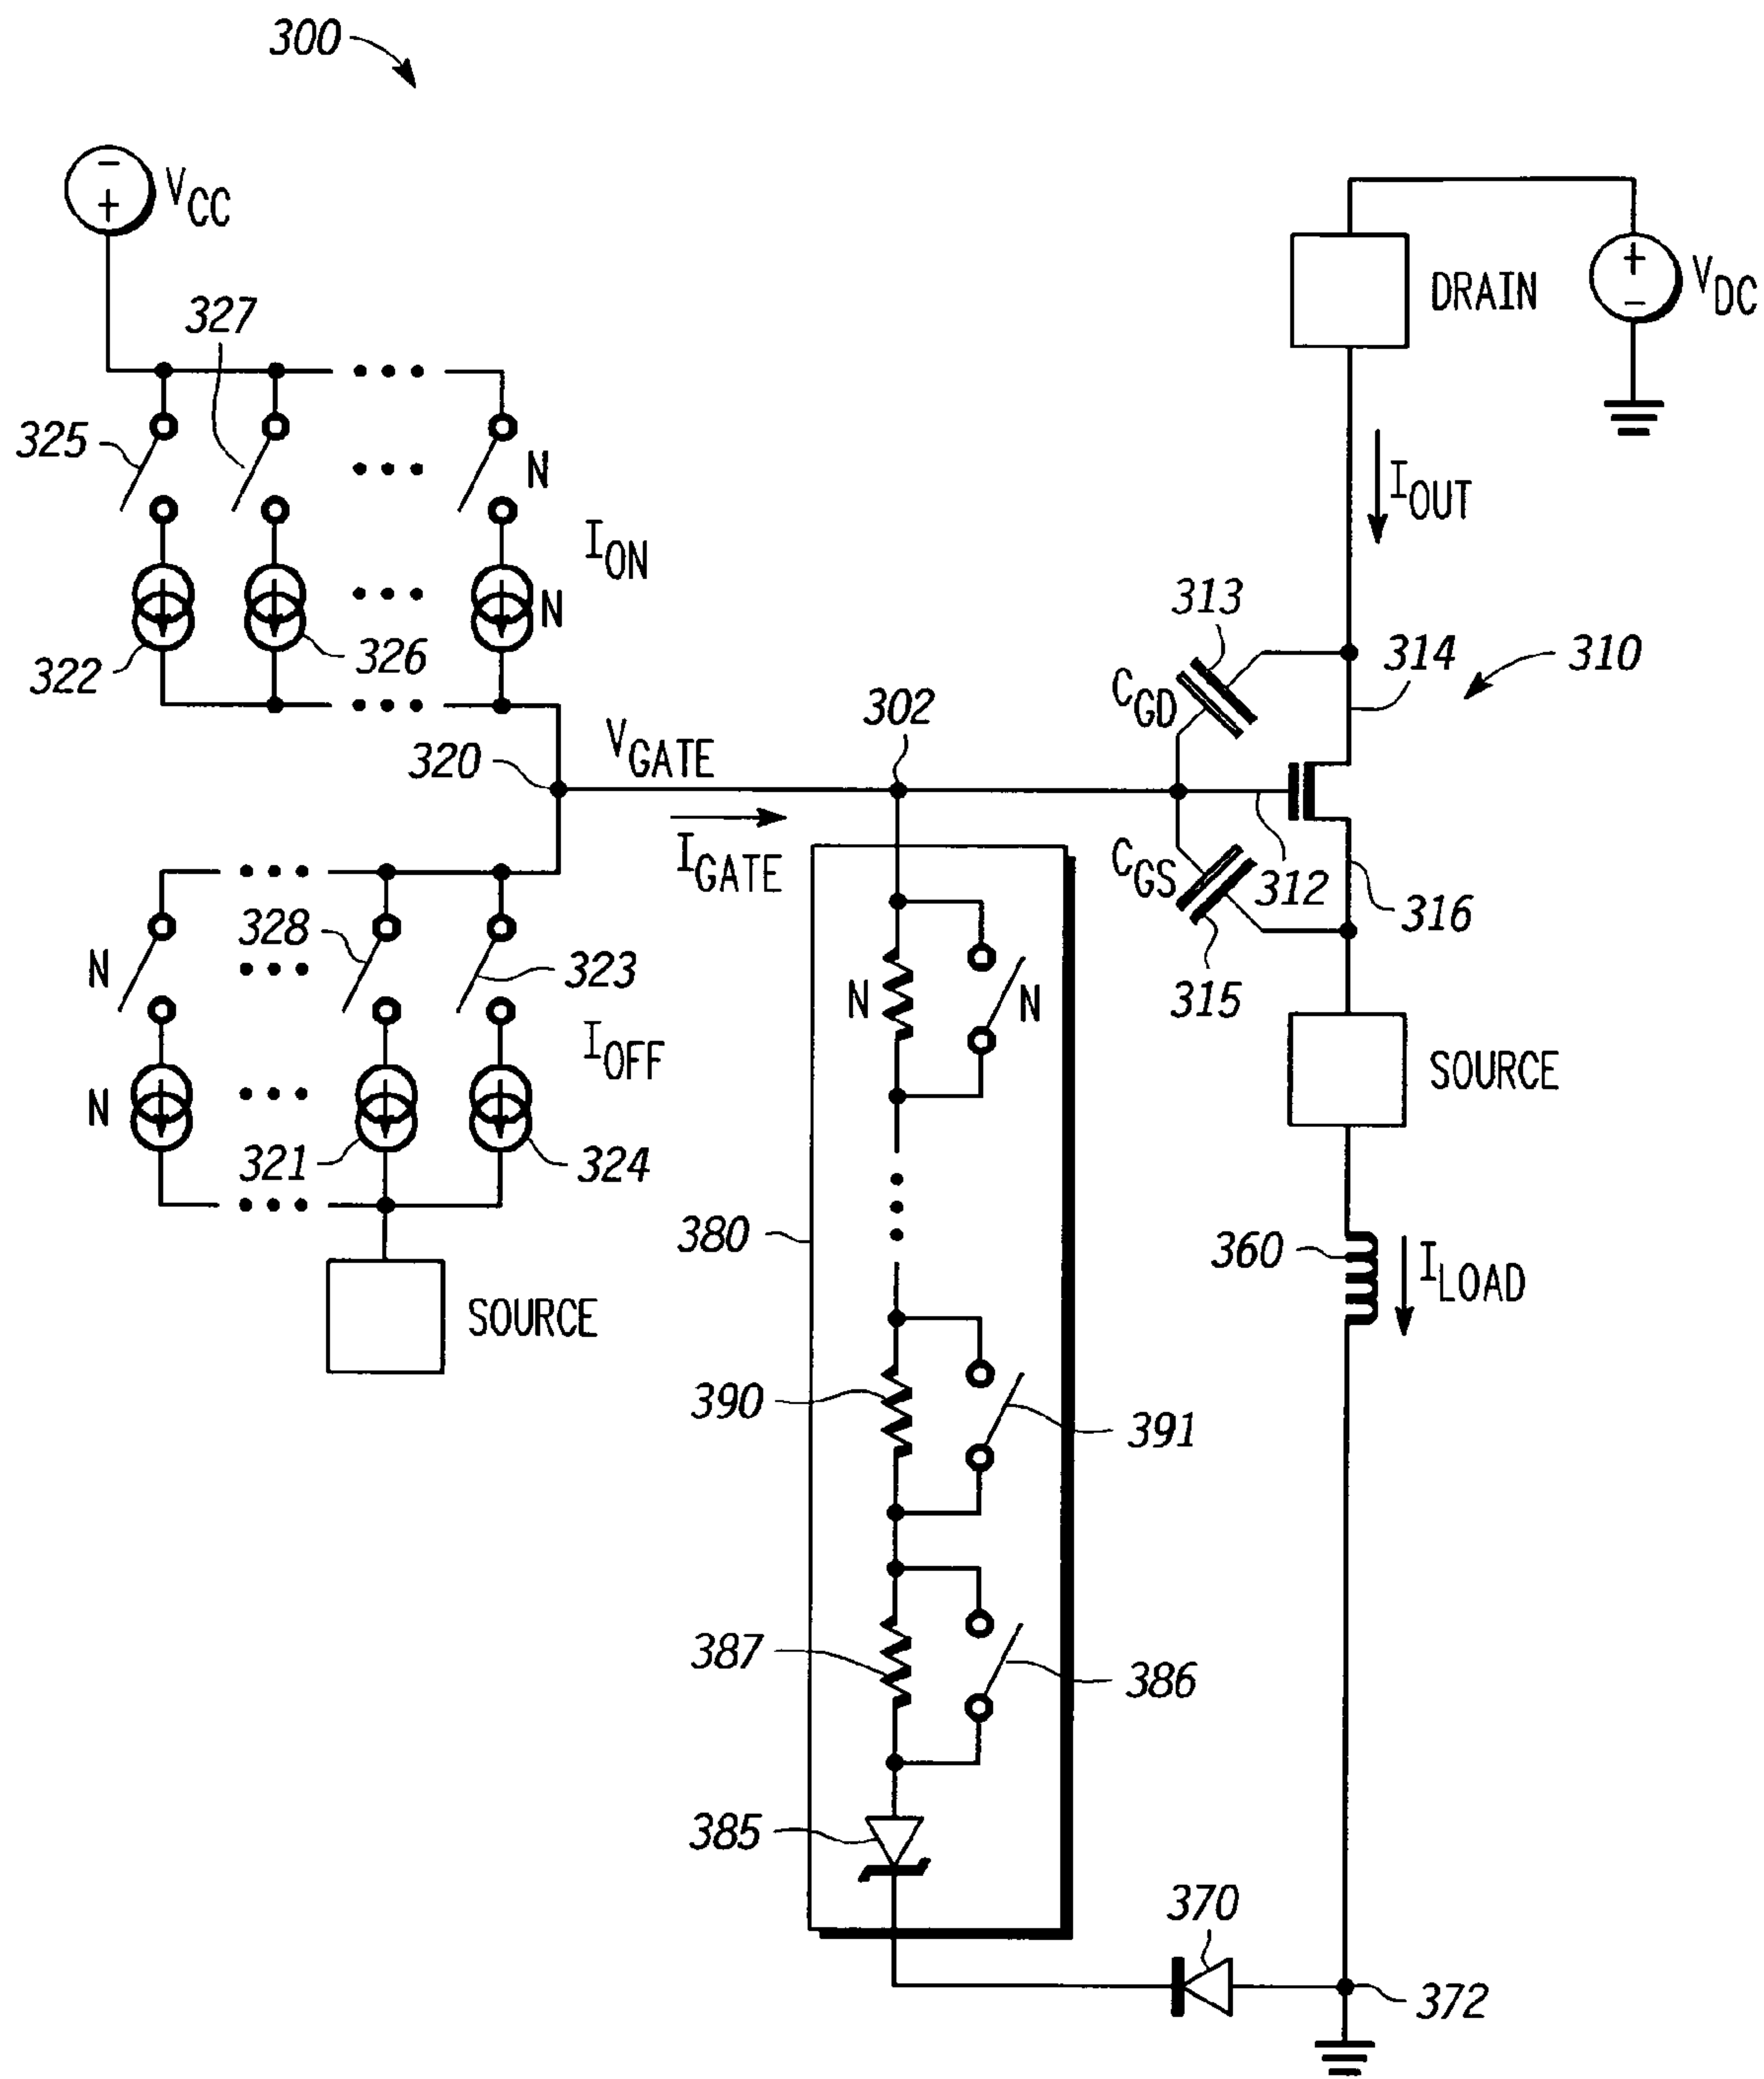 300
−
+
VCC
+
−
VDC
DRAIN
327
325
N
IOUT
ION
N
313
322
326
314
310
302
CGD
VGATE
320
IGATE
CGS
312
316
328
323
N
N
N
315
IOFF
SOURCE
N
321
324
380
360
ILOAD
SOURCE
390
391
387
386
385
370
372